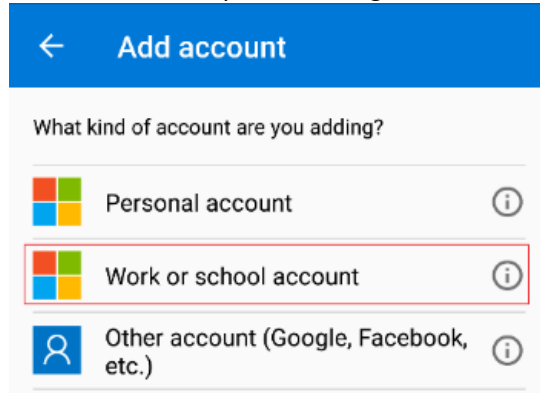 Add account
What kind of account are you adding?
Personal account
Work or school account
Other account (Google, Facebook,
etc.)